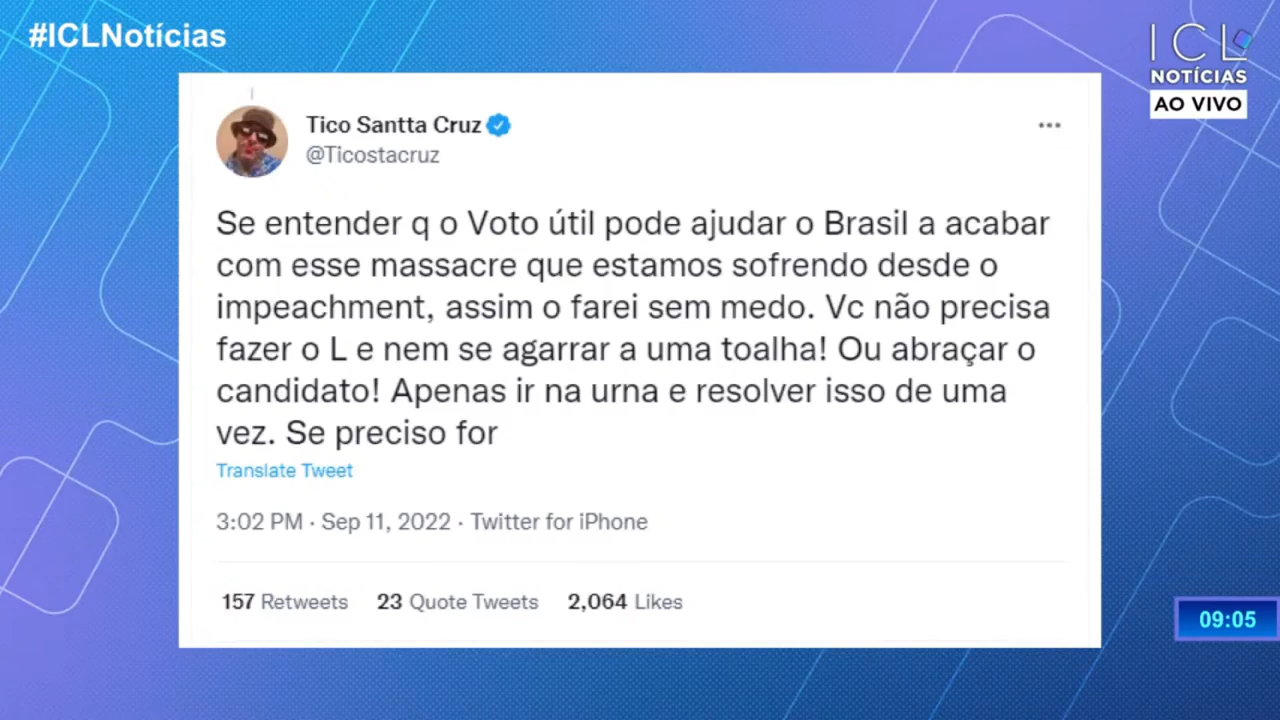 #ICLNotícias
ICL
NOTÍCIAS
AO VIVO
Tico Santta Cruz
@Ticostacruz
Se entender q o Voto útil pode ajudar o Brasil a acabar
com esse massacre que estamos sofrendo desde o
impeachment, assim o farei sem medo. Vc não precisa
fazer o L e nem se agarrar a uma toalha! Ou abraçar o
candidato! Apenas ir na urna e resolver isso de uma
vez. Se preciso for
Translate Tweet
3:02 PM · Sep 11, 2022 · Twitter for iPhone
157 Retweets 23 Quote Tweets 2,064 Likes
09:05